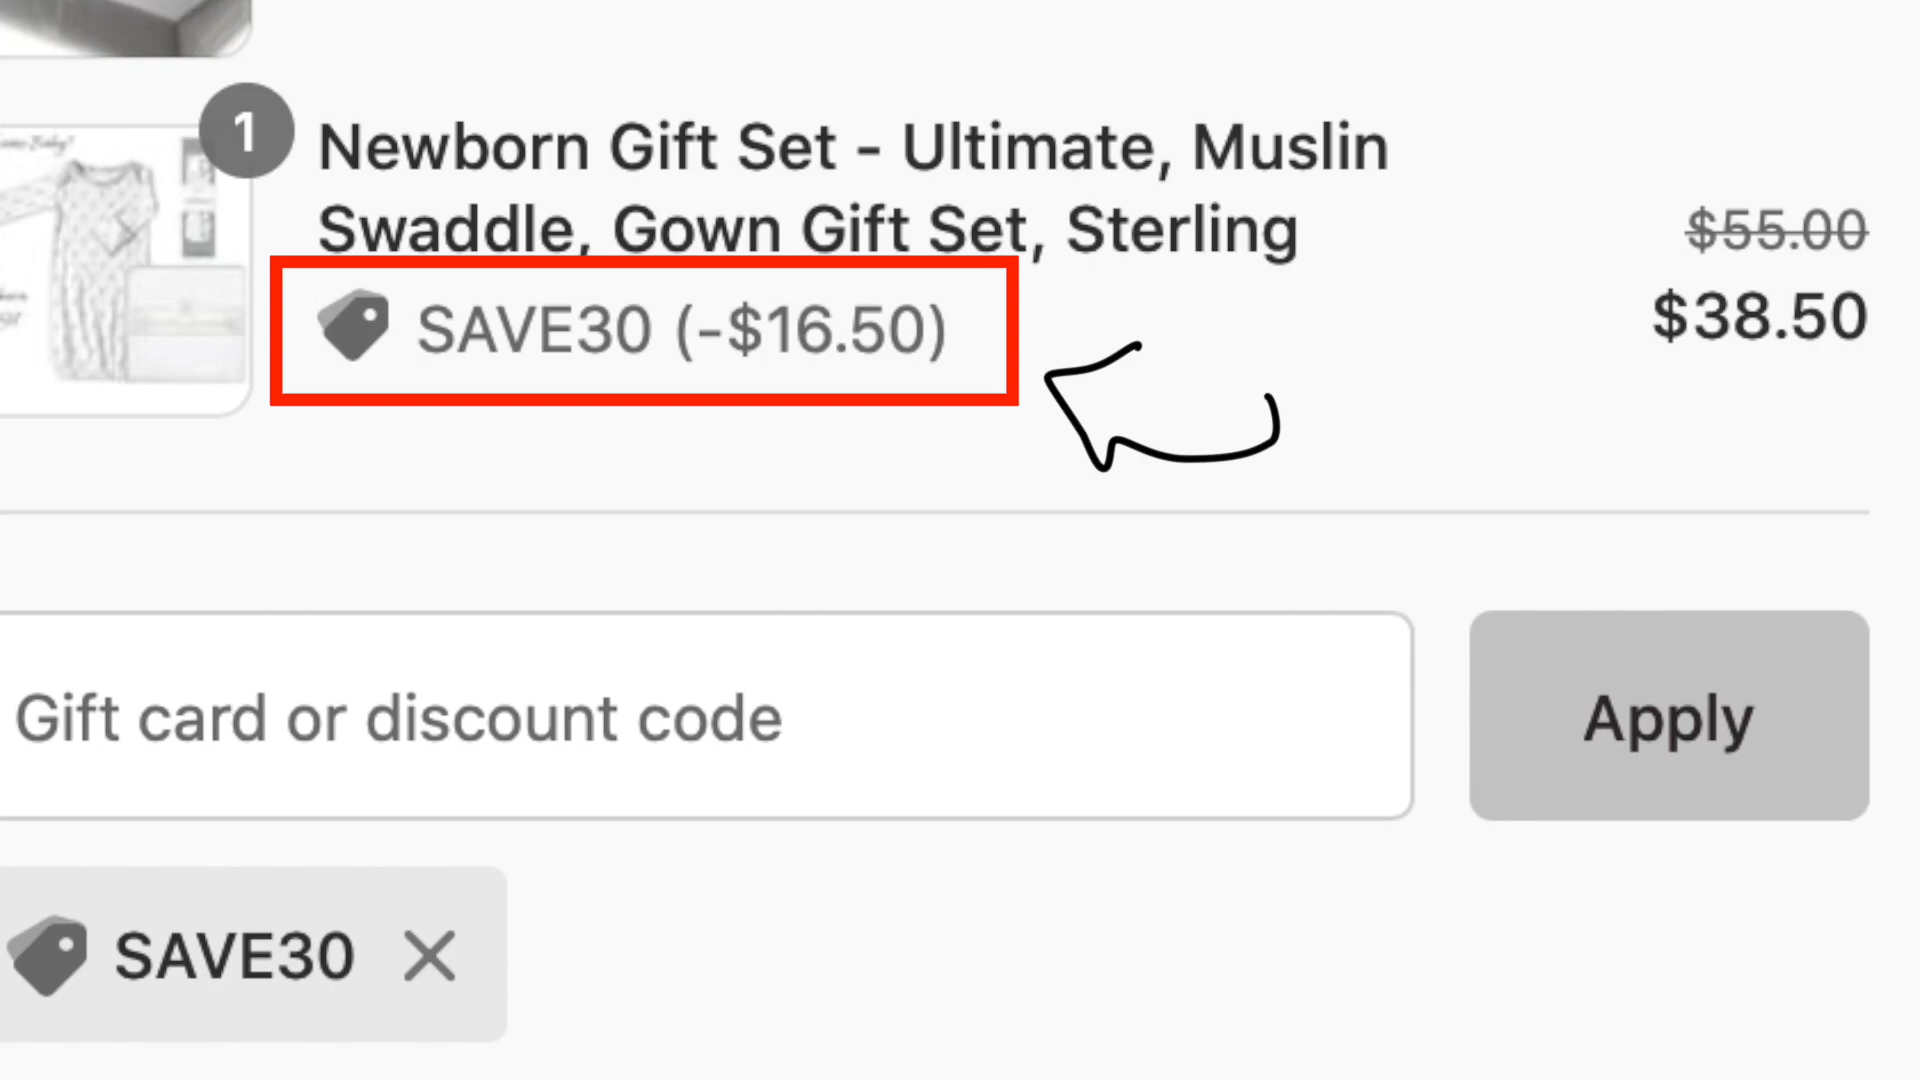 1
Newborn Gift Set - Ultimate, Muslin
Swaddle, Gown Gift Set, Sterling
$55.00
SAVE30 (-$16.50)
$38.50
Gift card or discount code
Apply
SAVE30